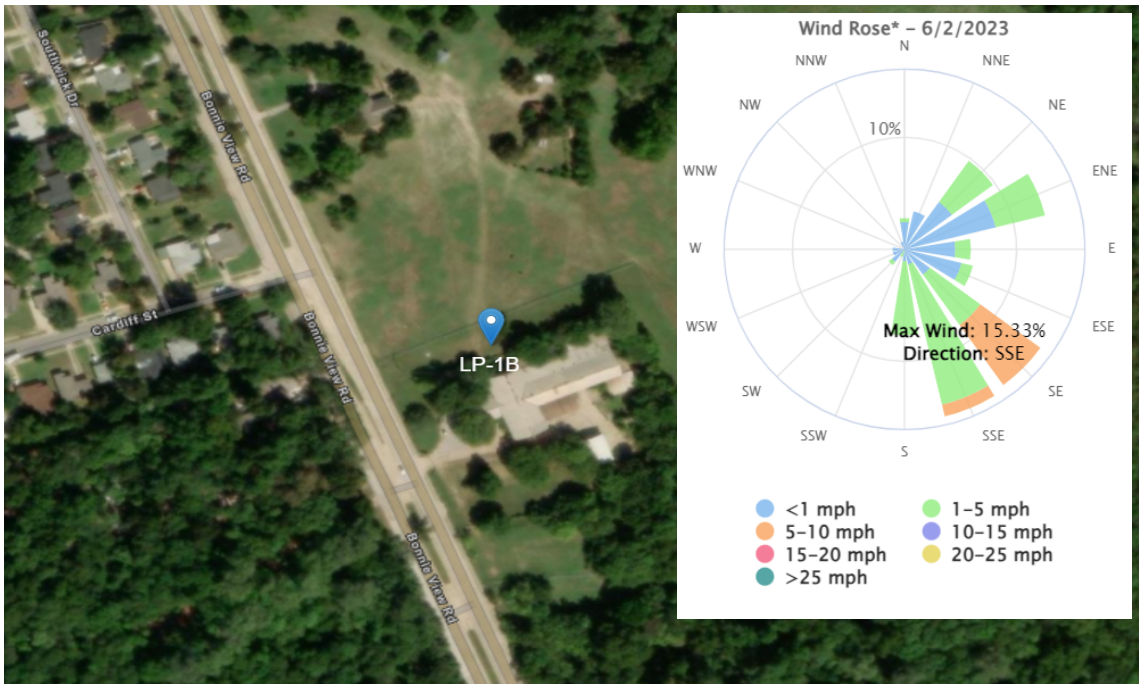 Southwick Dr
Bonnie View Rd
Cardiff St
Bonnie View Rd
Bonnie View Rd
LP-1B
Wind Rose* – 6/2/2023
N
NNW
NNE
NW
NE
10%
WNW
ENE
W
E
WSW
ESE
Max Wind: 15.33%
Direction: SSE
SW
SE
SSW
SSE
S
<1 mph
1–5 mph
5–10 mph
10–15 mph
15–20 mph
20–25 mph
>25 mph